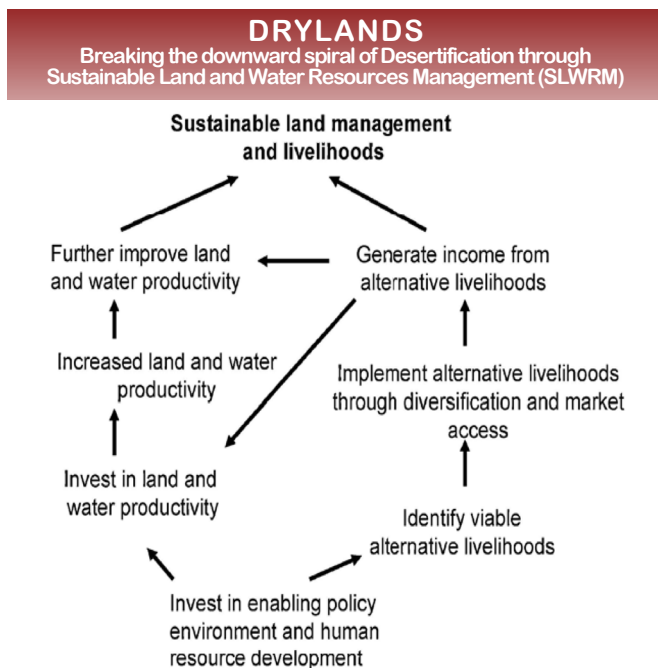 DRYLANDS
Breaking the downward spiral of Desertification through
Sustainable Land and Water Resources Management (SLWRM)
Sustainable land management
and livelihoods
Further improve land
and water productivity
Generate income from
alternative livelihoods
Increased land and water
productivity
Implement alternative livelihoods
through diversification and market
access
Invest in land and
water productivity
Identify viable
alternative livelihoods
Invest in enabling policy
environment and human
resource development